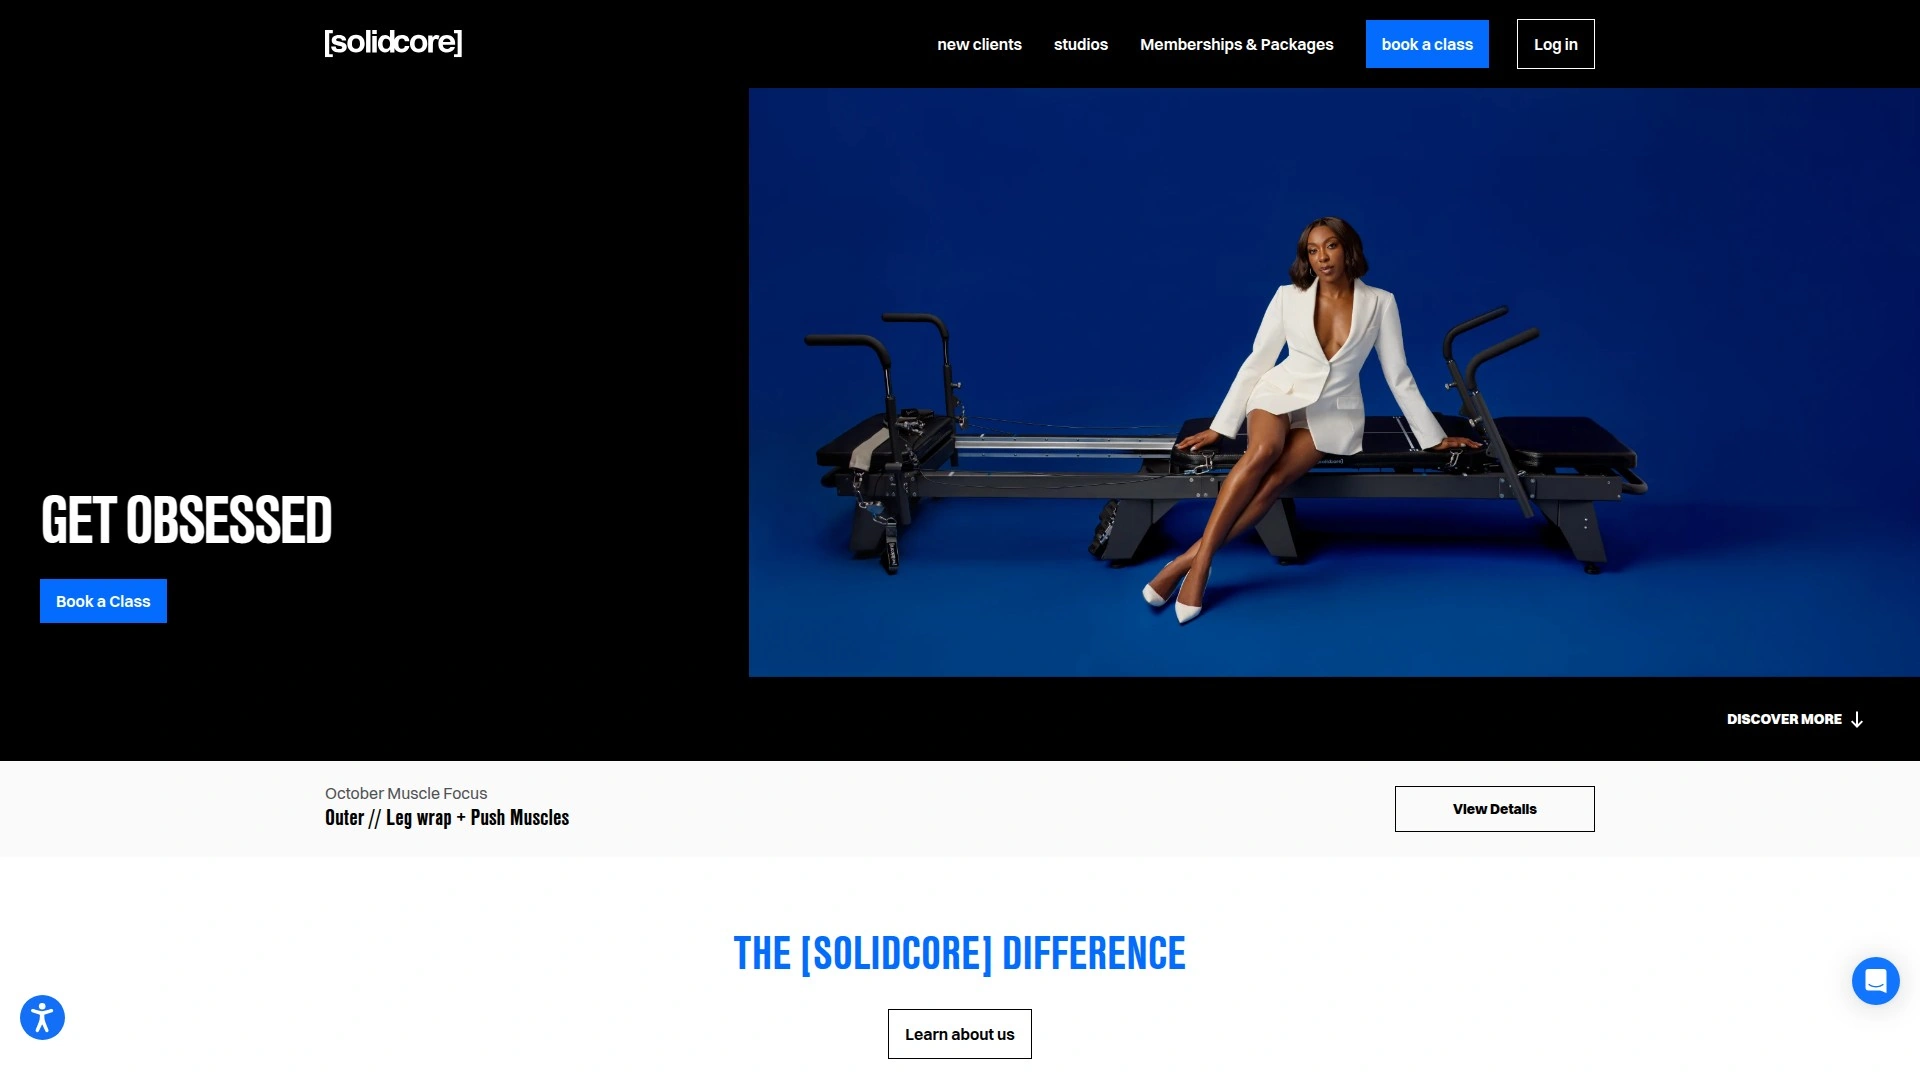 [solidcore]
new clients
studios
Memberships & Packages
book a class
Log in
GET OBSESSED
Book a Class
DISCOVER MORE
October Muscle Focus
Outer // Leg wrap + Push Muscles
View Details
THE [SOLIDCORE] DIFFERENCE
Learn about us